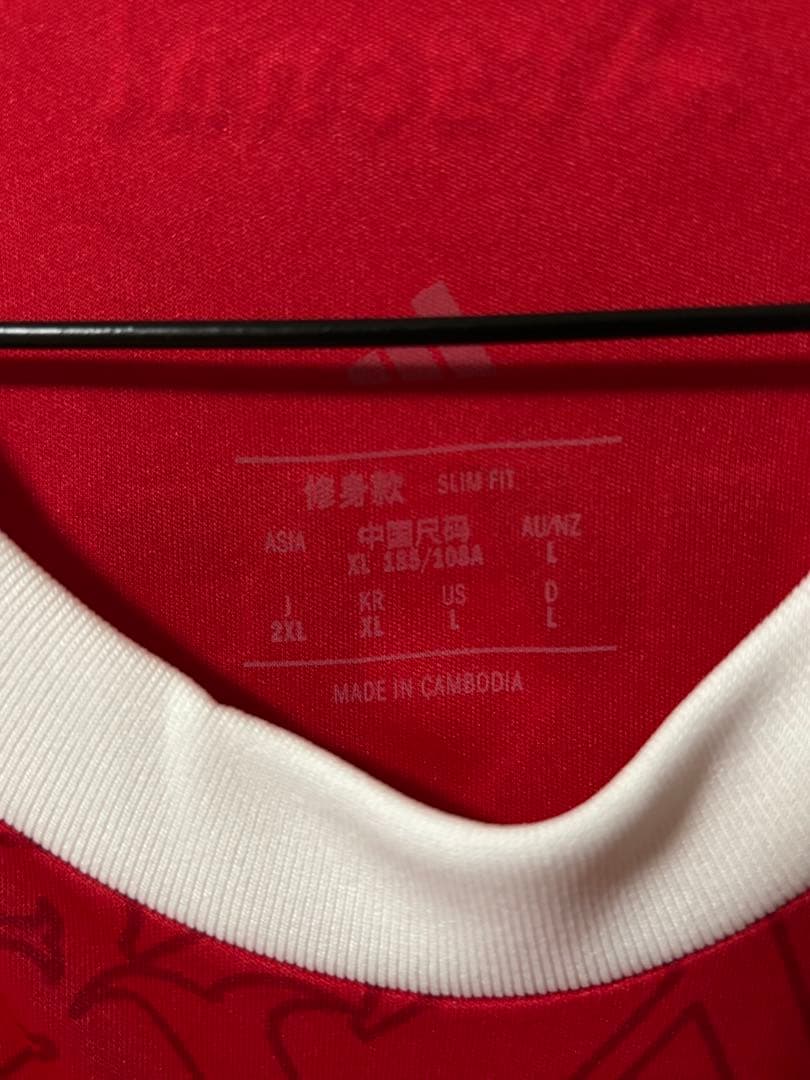 修身款 SLIM FIT
ASIA 中国尺码 AU/NZ
XL 185/108A L
J KR US D
2XL XL L L
MADE IN CAMBODIA